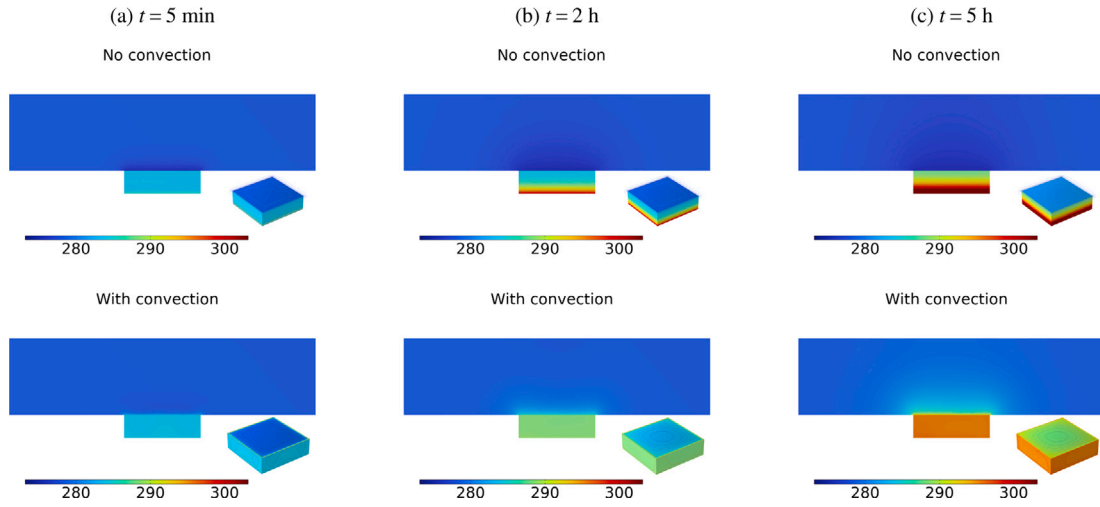 (a) t = 5 min
(b) t = 2 h
(c) t = 5 h
No convection
No convection
No convection
280 290 300
280 290 300
280 290 300
With convection
With convection
With convection
280 290 300
280 290 300
280 290 300